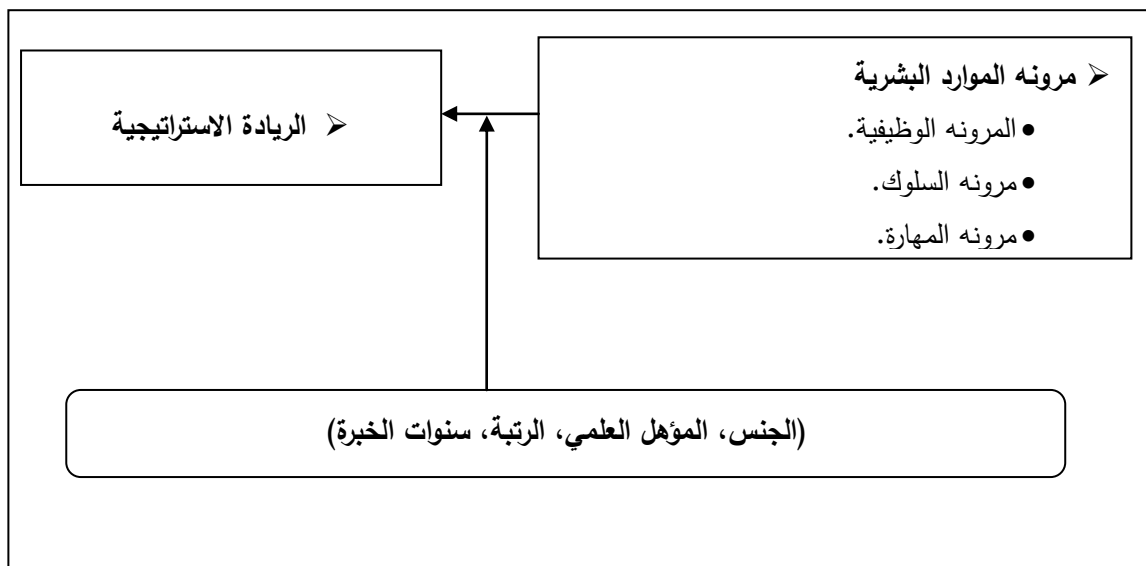 ➢ مرونه الموارد البشرية
• المرونه الوظيفية.
• مرونه السلوك.
• مرونه المهارة.
➢ الريادة الاستراتيجية
(الجنس، المؤهل العلمي، الرتبة، سنوات الخبرة)